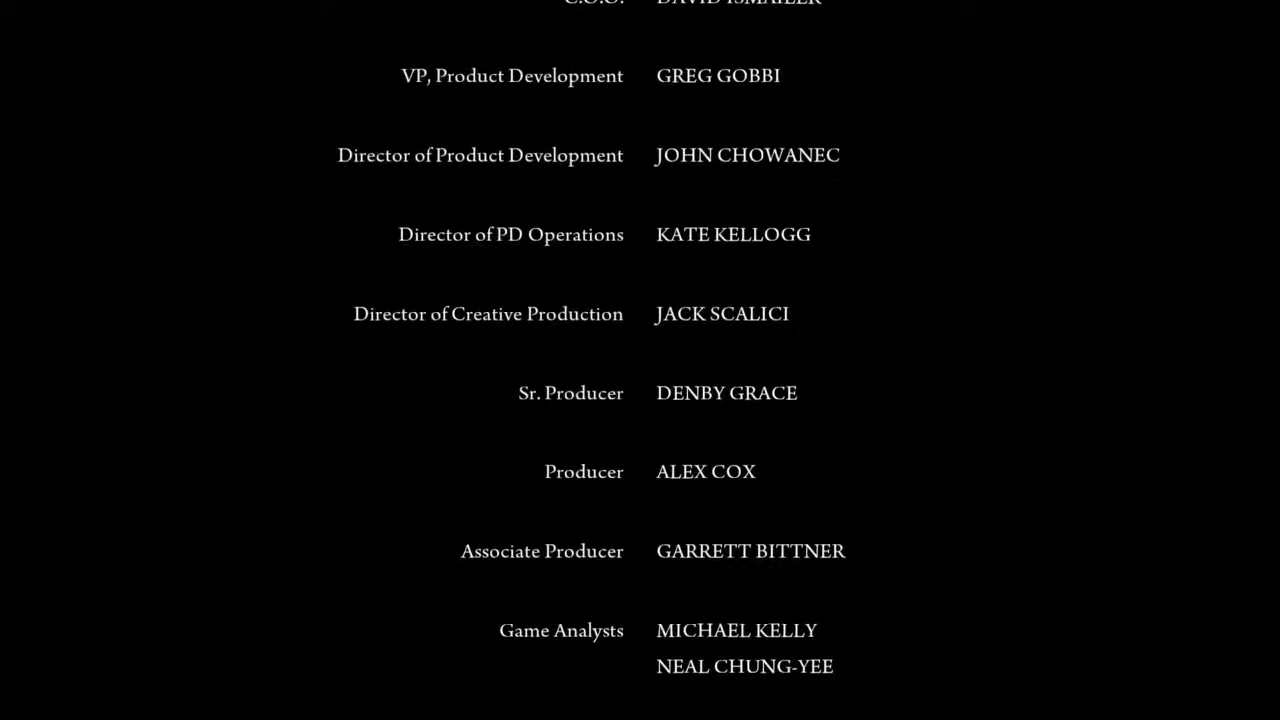 C.O.O. DAVID ISMAILER
VP, Product Development GREG GOBBI
Director of Product Development JOHN CHOWANEC
Director of PD Operations KATE KELLOGG
Director of Creative Production JACK SCALICI
Sr. Producer DENBY GRACE
Producer ALEX COX
Associate Producer GARRETT BITTNER
Game Analysts MICHAEL KELLY
NEAL CHUNG-YEE